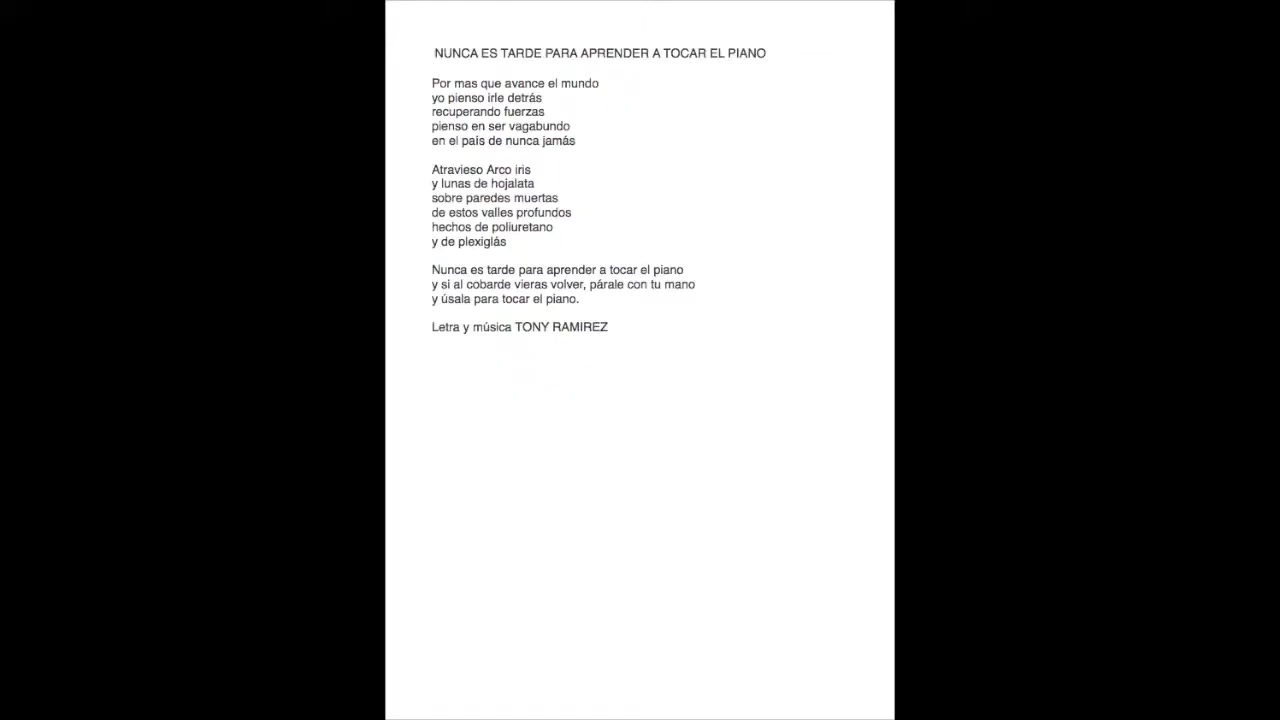 NUNCA ES TARDE PARA APRENDER A TOCAR EL PIANO
Por mas que avance el mundo
yo pienso irle detrás
recuperando fuerzas
pienso en ser vagabundo
en el país de nunca jamás
Atravieso Arco iris
y lunas de hojalata
sobre paredes muertas
de estos valles profundos
hechos de poliuretano
y de plexiglás
Nunca es tarde para aprender a tocar el piano
y si al cobarde vieras volver, párale con tu mano
y úsala para tocar el piano.
Letra y música TONY RAMIREZ